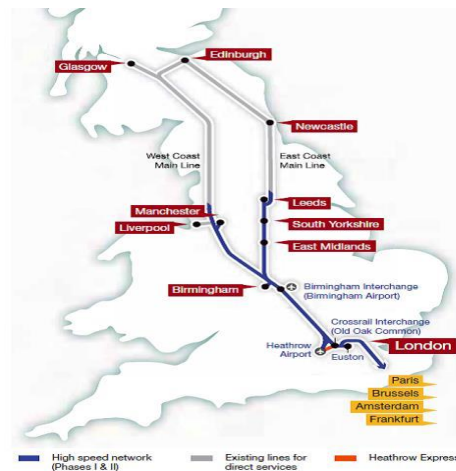 Edinburgh
Glasgow
Newcastle
West Coast
Main Line
East Coast
Main Line
Leeds
Manchester
South Yorkshire
Liverpool
East Midlands
Birmingham
Birmingham Interchange
(Birmingham Airport)
Crossrail Interchange
(Old Oak Common)
London
Heathrow
Airport
Euston
Paris
Brussels
Amsterdam
Frankfurt
High speed network
(Phases I & II)
Existing lines for
direct services
Heathrow Express